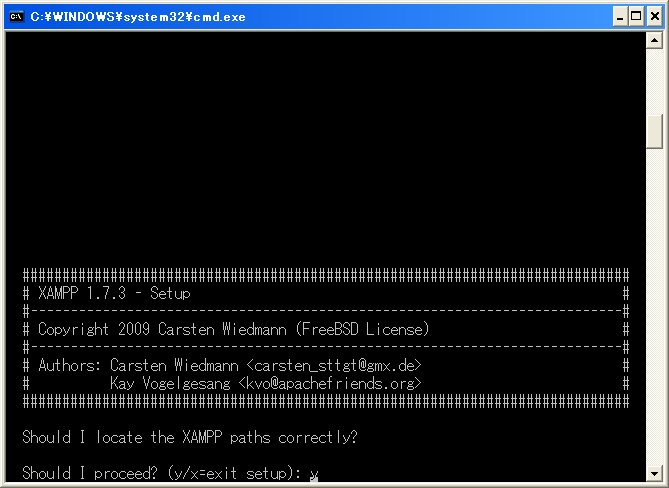 C:¥WINDOWS¥system32¥cmd.exe
################################################################################
# XAMPP 1.7.3 - Setup #
#------------------------------------------------------------------------------#
# Copyright 2009 Carsten Wiedmann (FreeBSD License) #
#------------------------------------------------------------------------------#
# Authors: Carsten Wiedmann <carsten_sttgt@gmx.de> #
# Kay Vogelgesang <kvo@apachefriends.org> #
################################################################################
Should I locate the XAMPP paths correctly?
Should I proceed? (y/x=exit setup): y